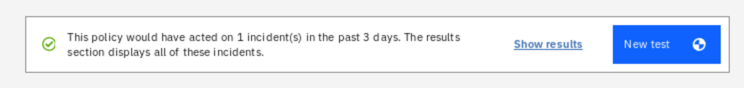 This policy would have acted on 1 incident(s) in the past 3 days. The results
section displays all of these incidents.
Show results
New test